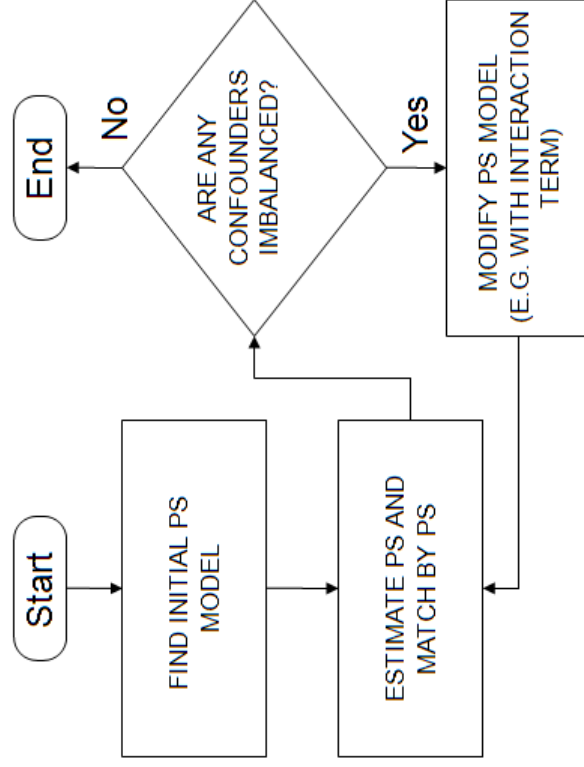 Start
FIND INITIAL PS
MODEL
ESTIMATE PS AND
MATCH BY PS
ARE ANY
CONFOUNDERS
IMBALANCED?
No
End
Yes
MODIFY PS MODEL
(E.G. WITH INTERACTION
TERM)